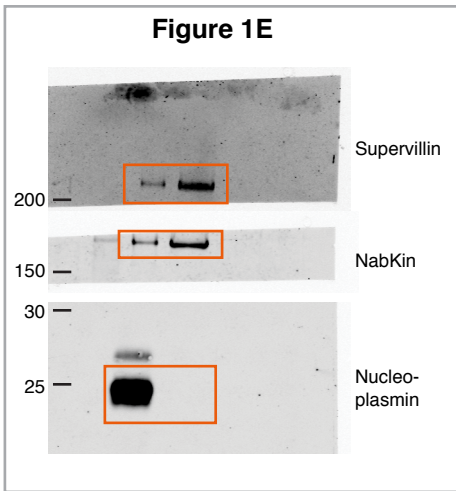 Figure 1E
Supervillin
200
NabKin
150
30
25
Nucleo-
plasmin